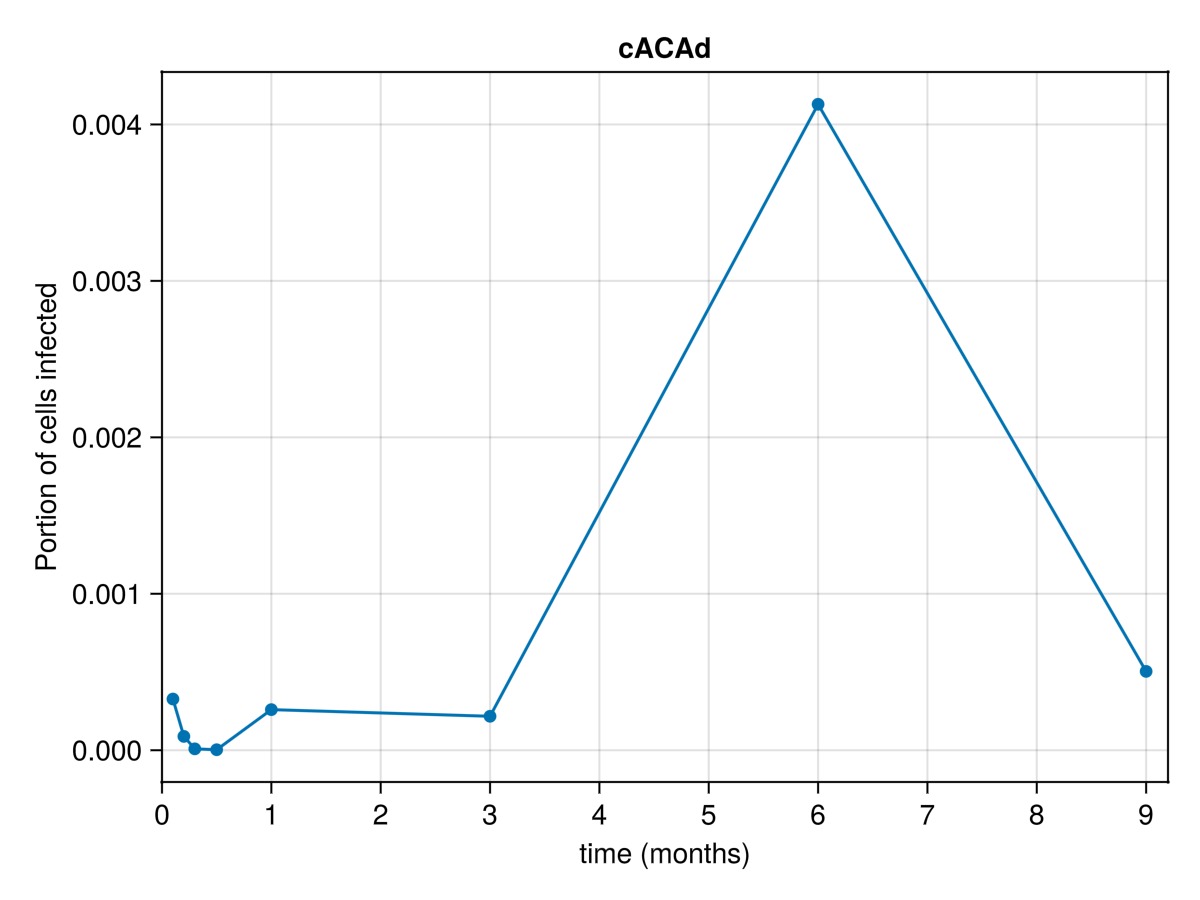 cACAd
Portion of cells infected
0.004
0.003
0.002
0.001
0.000
0 1 2 3 4 5 6 7 8 9
time (months)